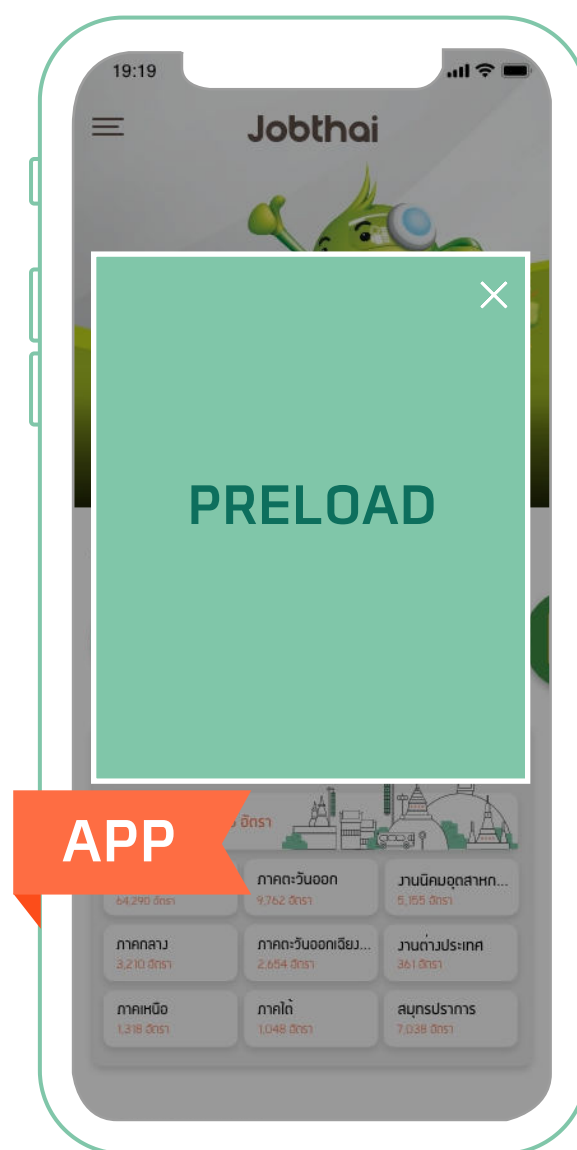 19:19
Jobthai
PRELOAD
APP
อัตรา
64,290 อัตรา
ภาคตะวันออก
9,762 อัตรา
งานนิคมอุตสาหก...
5,155 อัตรา
ภาคกลาง
3,210 อัตรา
ภาคตะวันออกเฉียง...
2,654 อัตรา
งานต่างประเทศ
361 อัตรา
ภาคเหนือ
1,318 อัตรา
ภาคใต้
1,048 อัตรา
สมุทรปราการ
7,038 อัตรา